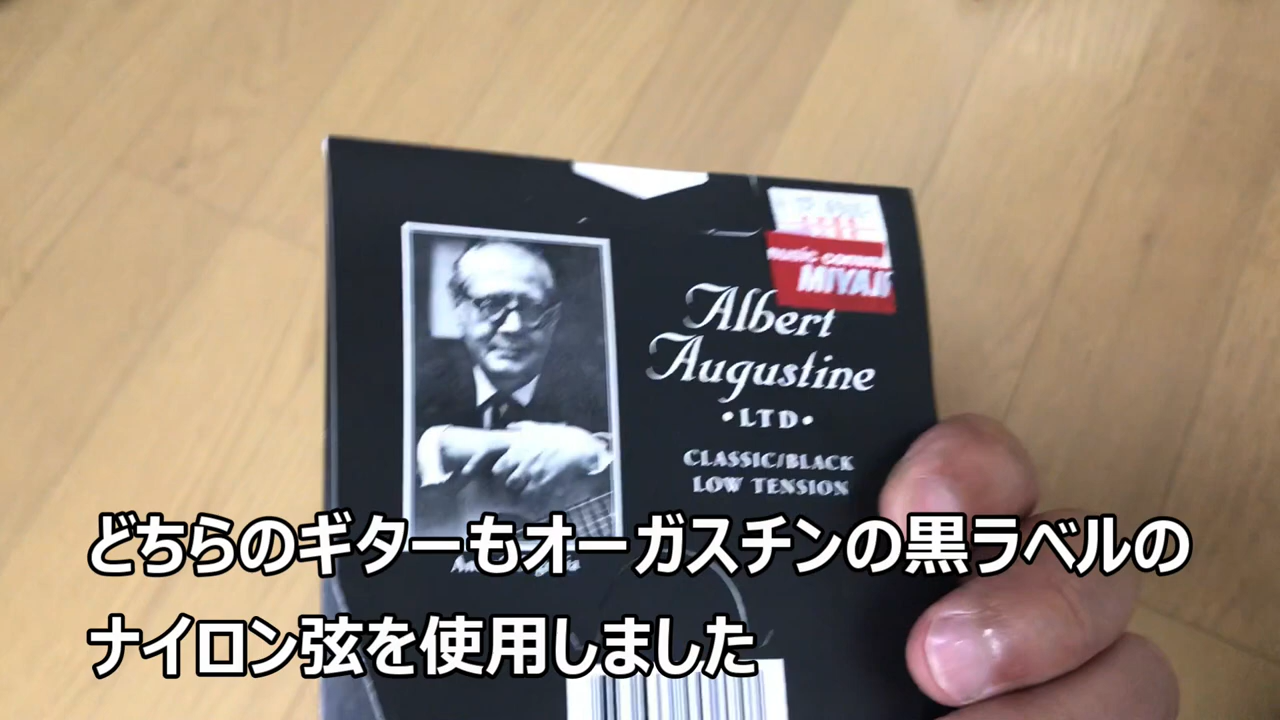 music
MIYAJI
Albert
Augustine
•LTD•
CLASSIC/BLACK
LOW TENSION
どちらのギターもオーガスチンの黒ラベルの
ナイロン弦を使用しました